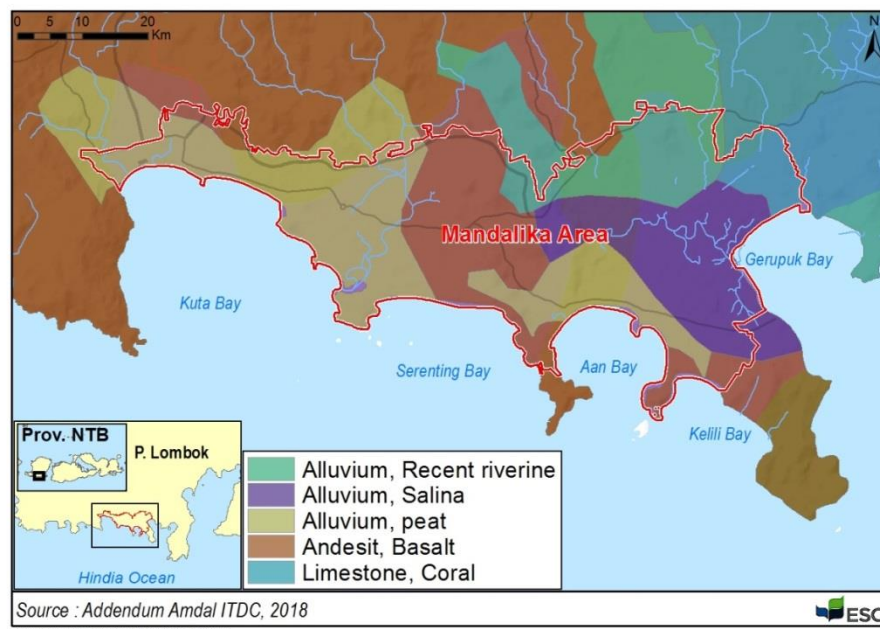 0 5 10 20
Km
N
Mandalika Area
Gerupuk Bay
Kuta Bay
Serenting Bay
Aan Bay
Kelili Bay
Prov. NTB
P. Lombok
Hindia Ocean
Alluvium, Recent riverine
Alluvium, Salina
Alluvium, peat
Andesit, Basalt
Limestone, Coral
Source : Addendum Amdal ITDC, 2018
ESC